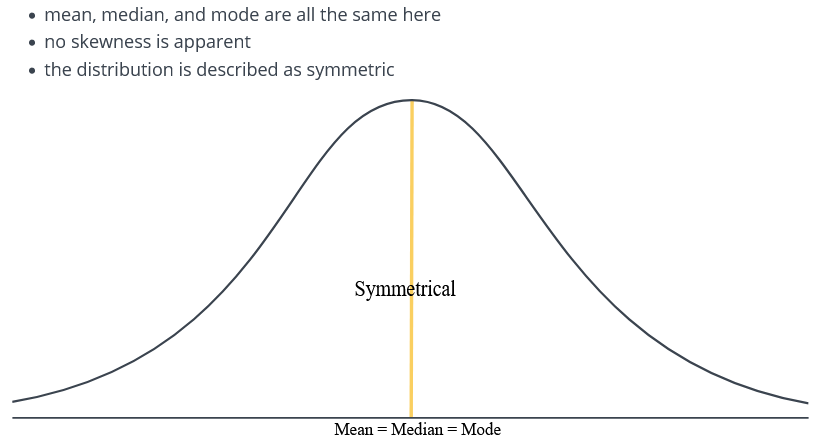 • mean, median, and mode are all the same here
• no skewness is apparent
• the distribution is described as symmetric
Symmetrical
Mean = Median = Mode